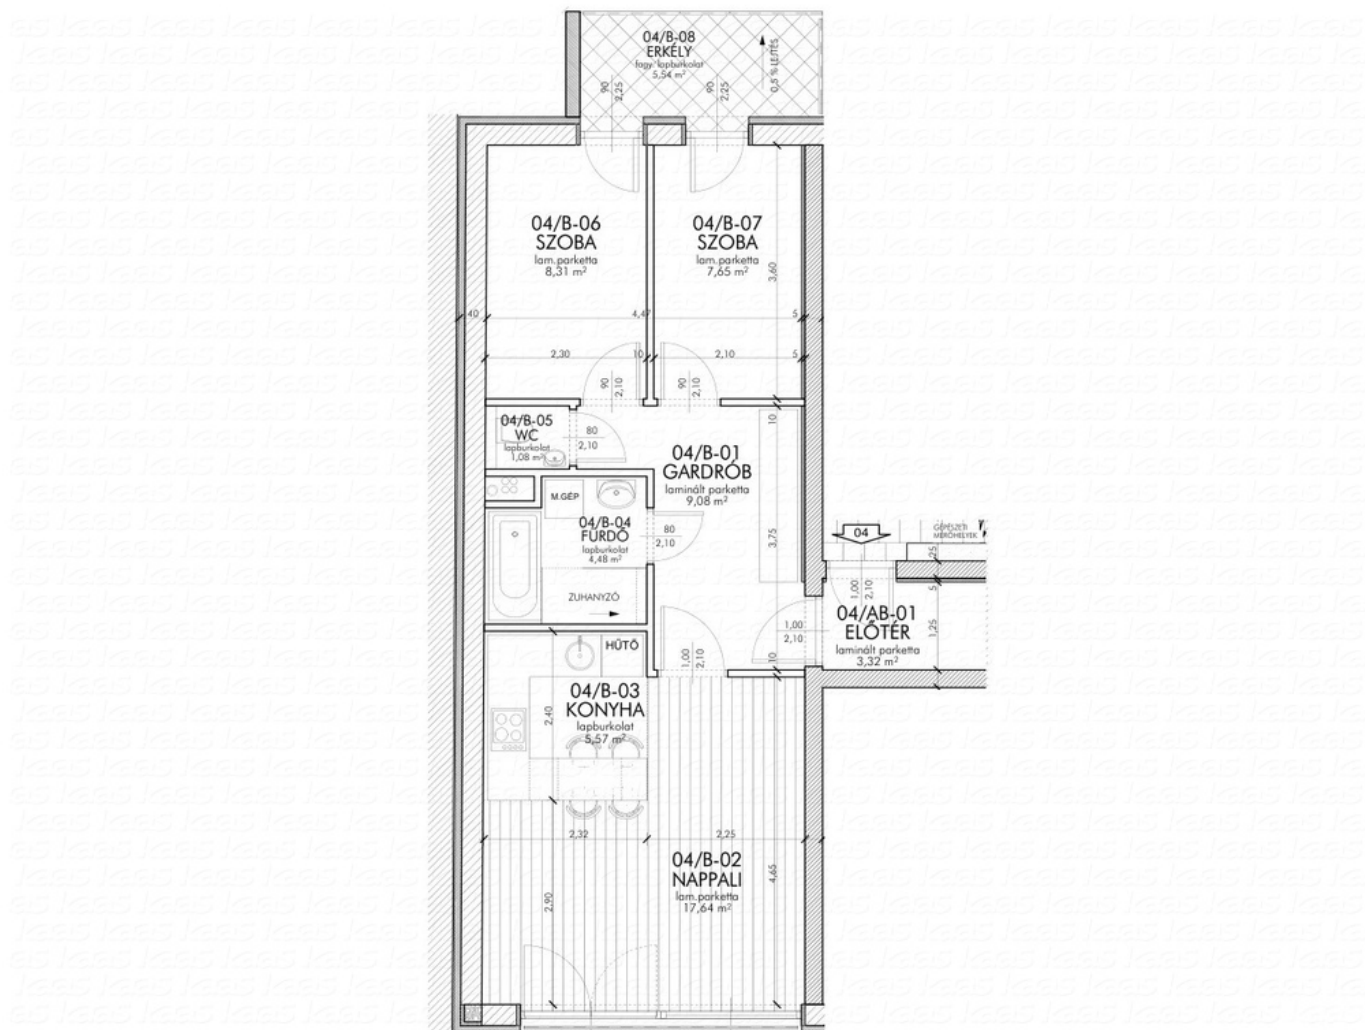 04/B-08
ERKÉLY
fagy. lapburkolat
5,54 m²
0,5 % LEJTÉS
90
2,25
90
2,25
04/B-06
SZOBA
lam.parketta
8,31 m²
04/B-07
SZOBA
lam.parketta
7,65 m²
3,60
40
4,47
5
2,30
10
2,10
5
90
2,10
90
2,10
04/B-05
WC
lapburkolat
1,08 m²
80
2,10
10
04/B-01
GARDRÓB
laminált parketta
9,08 m²
M.GÉP
04/B-04
FÜRDŐ
lapburkolat
4,48 m²
80
2,10
3,75
04
GÉPÉSZETI
MÉRŐHELYEK
25
ZUHANYZÓ
1,00
2,10
5
04/AB-01
ELŐTÉR
laminált parketta
3,32 m²
1,25
1,00
2,10
HŰTŐ
1,00
2,10
10
04/B-03
KONYHA
lapburkolat
5,57 m²
2,40
2,32
2,25
04/B-02
NAPPALI
lam.parketta
17,64 m²
4,65
2,90